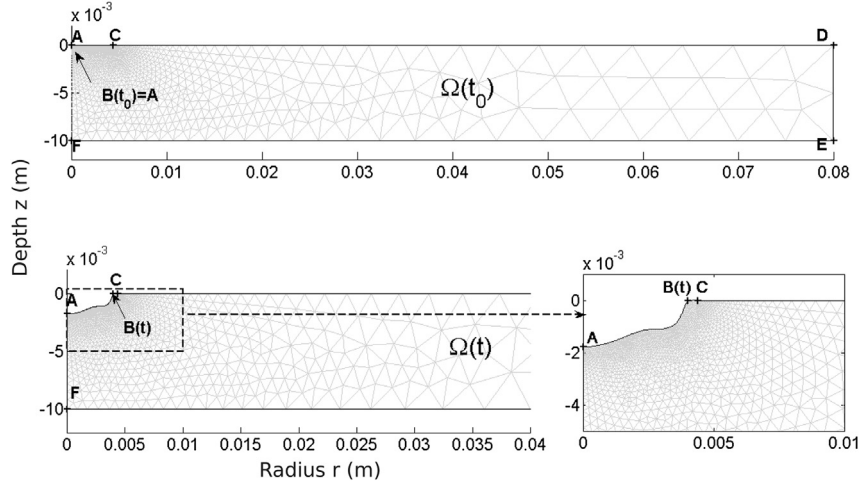 x 10⁻³
A C D
0
B(t₀)=A
Ω(t₀)
-5
F E
-10
0 0.01 0.02 0.03 0.04 0.05 0.06 0.07 0.08
Depth z (m)
x 10⁻³
C
0
A
B(t)
-5
Ω(t)
F
-10
0 0.005 0.01 0.015 0.02 0.025 0.03 0.035 0.04
Radius r (m)
x 10⁻³
B(t) C
0
A
-2
-4
0 0.005 0.01